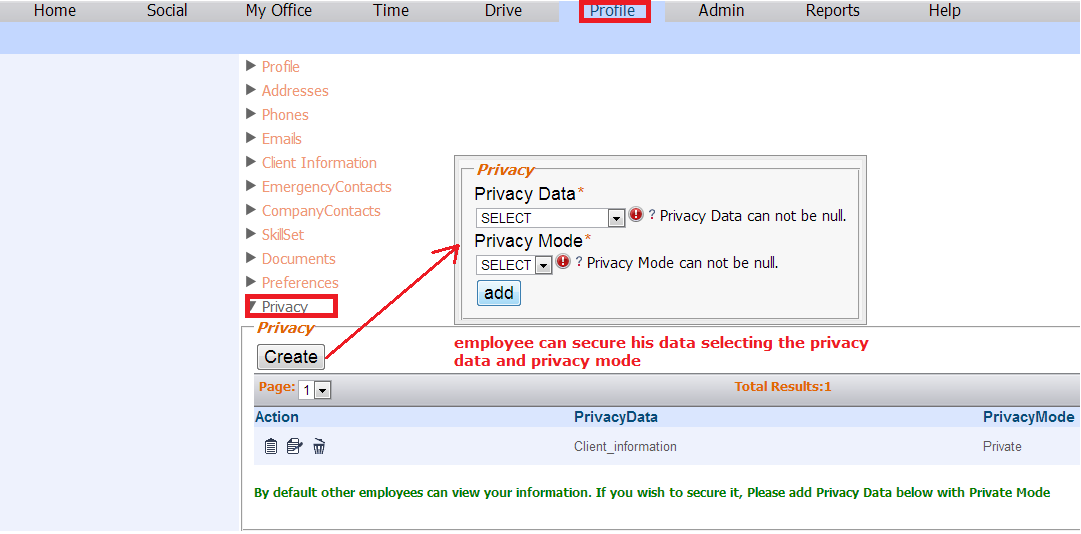 Home Social My Office Time Drive Profile Admin Reports Help
Profile
Addresses
Phones
Emails
Client Information
EmergencyContacts
CompanyContacts
SkillSet
Documents
Preferences
Privacy
Privacy
Privacy Data*
SELECT ? Privacy Data can not be null.
Privacy Mode*
SELECT ? Privacy Mode can not be null.
add
Privacy
Create
employee can secure his data selecting the privacy
data and privacy mode
Page: 1 Total Results:1
Action PrivacyData PrivacyMode
Client_information Private
By default other employees can view your information. If you wish to secure it, Please add Privacy Data below with Private Mode